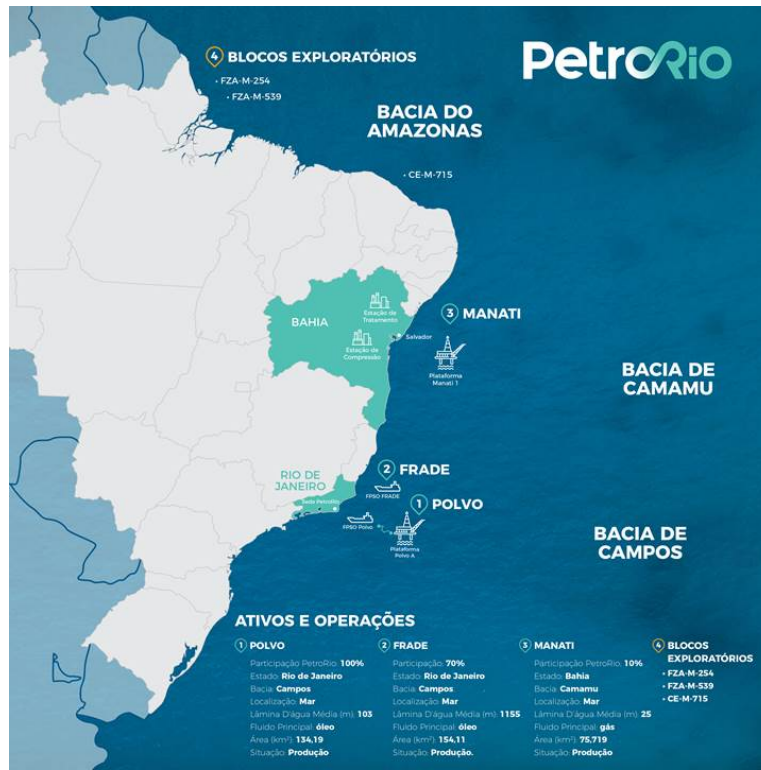 4 BLOCOS EXPLORATÓRIOS
• FZA-M-254
• FZA-M-539
PetroRio
BACIA DO
AMAZONAS
• CE-M-715
BAHIA
Estação de
Tratamento
Estação de
Compressão
Salvador
3 MANATI
Plataforma
Manati 1
BACIA DE
CAMAMU
RIO DE
JANEIRO
Sede PetroRio
2 FRADE
FPSO FRADE
1 POLVO
FPSO Polvo
Plataforma
Polvo A
BACIA DE
CAMPOS
ATIVOS E OPERAÇÕES
1 POLVO
Participação PetroRio: 100%
Estado: Rio de Janeiro
Bacia: Campos
Localização: Mar
Lâmina D'água Média (m): 103
Fluido Principal: óleo
Área (km²): 134,19
Situação: Produção
2 FRADE
Participação: 70%
Estado: Rio de Janeiro
Bacia: Campos
Localização: Mar
Lâmina D'água Média (m): 1155
Fluido Principal: óleo
Área (km²): 154,11
Situação: Produção.
3 MANATI
Participação PetroRio: 10%
Estado: Bahia
Bacia: Camamu
Localização: Mar
Lâmina D'água Média (m): 25
Fluido Principal: gás
Área (km²): 75,719
Situação: Produção
4 BLOCOS
EXPLORATÓRIOS
• FZA-M-254
• FZA-M-539
• CE-M-715